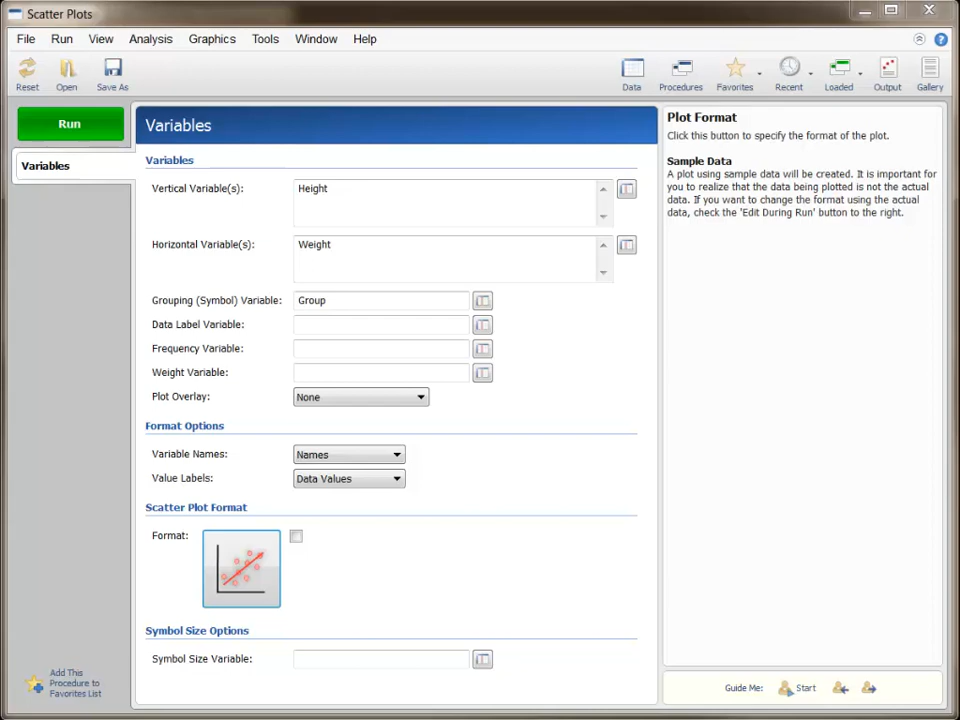 Scatter Plots
File Run View Analysis Graphics Tools Window Help
Reset Open Save As Data Procedures Favorites Recent Loaded Output Gallery
Run
Variables
Variables
Variables
Vertical Variable(s): Height
Horizontal Variable(s): Weight
Grouping (Symbol) Variable: Group
Data Label Variable:
Frequency Variable:
Weight Variable:
Plot Overlay: None
Format Options
Variable Names: Names
Value Labels: Data Values
Scatter Plot Format
Format:
Symbol Size Options
Symbol Size Variable:
Add This
Procedure to
Favorites List
Plot Format
Click this button to specify the format of the plot.
Sample Data
A plot using sample data will be created. It is important for
you to realize that the data being plotted is not the actual
data. If you want to change the format using the actual
data, check the 'Edit During Run' button to the right.
Guide Me: Start